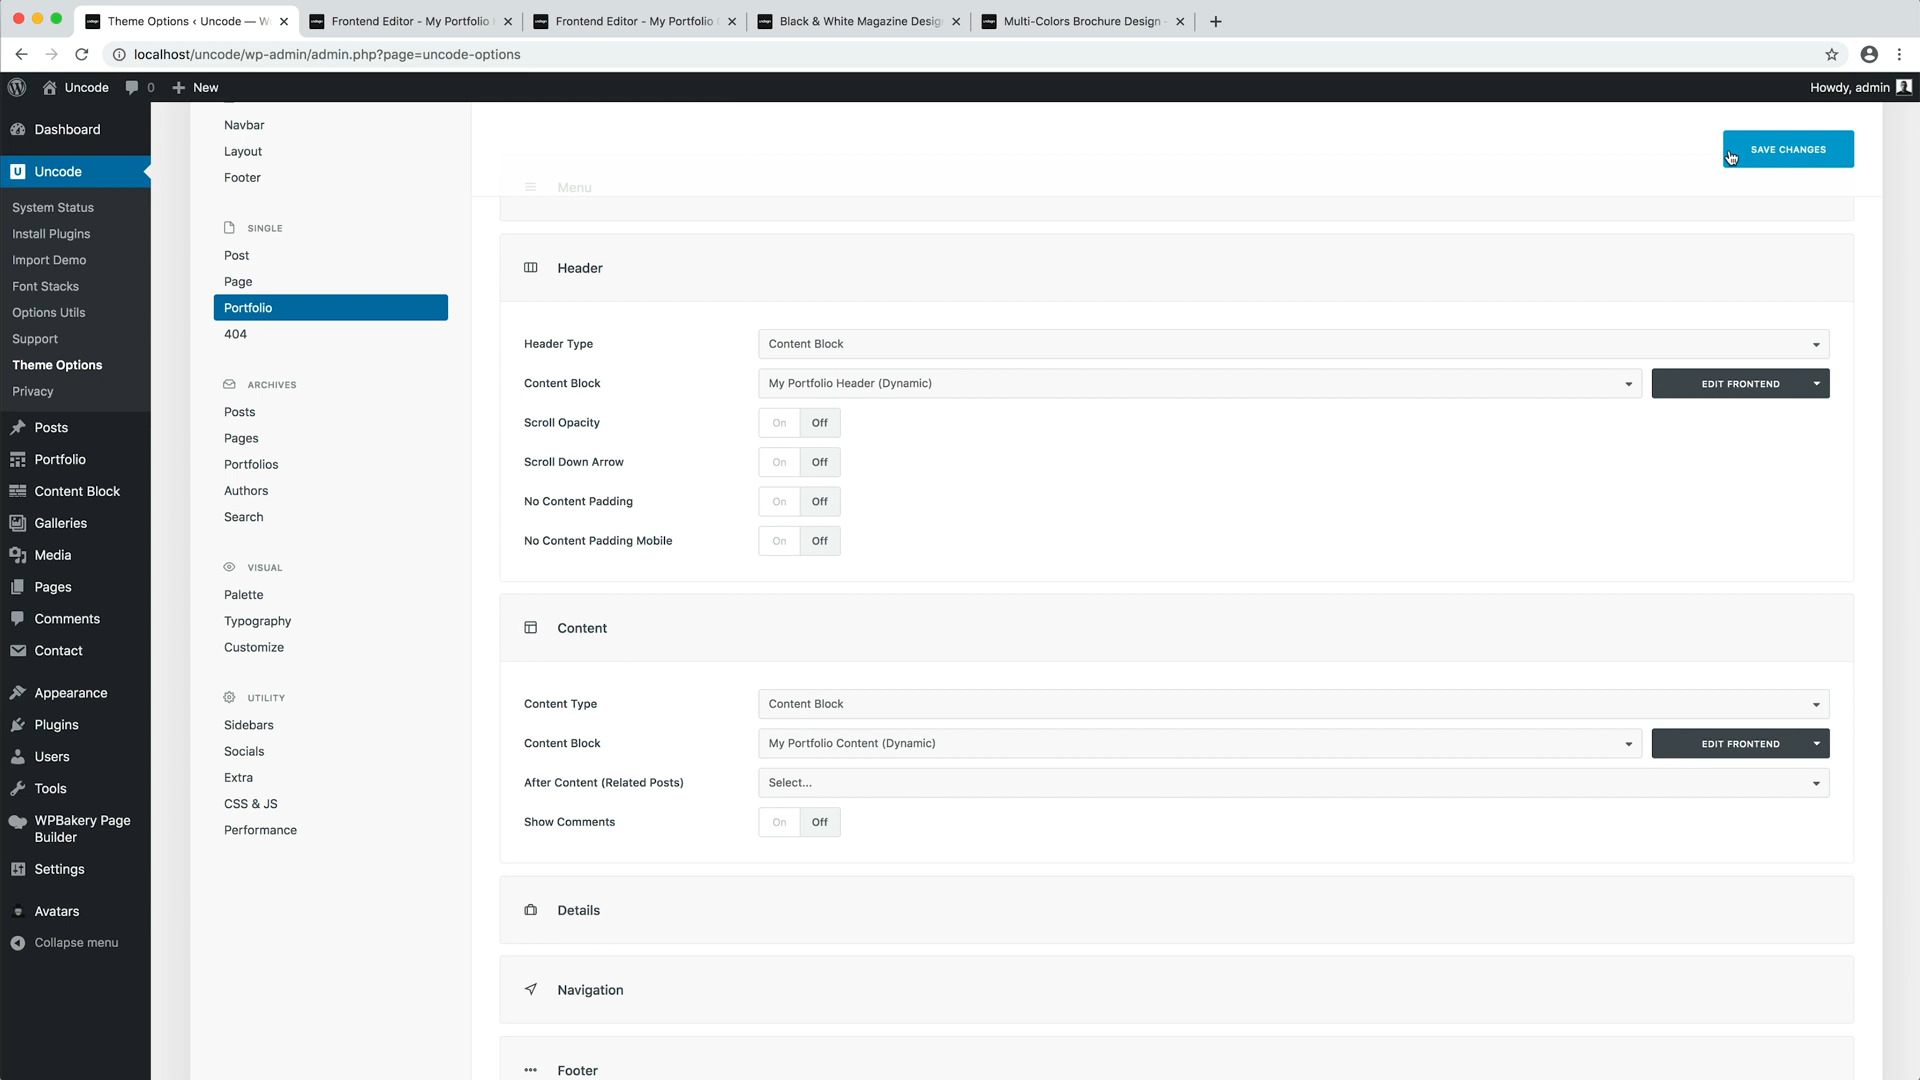 Theme Options ‹ Uncode — W
Frontend Editor - My Portfolio
Frontend Editor - My Portfolio
Black & White Magazine Desig
Multi-Colors Brochure Design -
localhost/uncode/wp-admin/admin.php?page=uncode-options
Uncode
0
New
Howdy, admin
Dashboard
Uncode
System Status
Install Plugins
Import Demo
Font Stacks
Options Utils
Support
Theme Options
Privacy
Posts
Portfolio
Content Block
Galleries
Media
Pages
Comments
Contact
Appearance
Plugins
Users
Tools
WPBakery Page
Builder
Settings
Avatars
Collapse menu
Navbar
Layout
Footer
SINGLE
Post
Page
Portfolio
404
ARCHIVES
Posts
Pages
Portfolios
Authors
Search
VISUAL
Palette
Typography
Customize
UTILITY
Sidebars
Socials
Extra
CSS & JS
Performance
SAVE CHANGES
Menu
Header
Header Type
Content Block
Content Block
My Portfolio Header (Dynamic)
EDIT FRONTEND
Scroll Opacity
On Off
Scroll Down Arrow
On Off
No Content Padding
On Off
No Content Padding Mobile
On Off
Content
Content Type
Content Block
Content Block
My Portfolio Content (Dynamic)
EDIT FRONTEND
After Content (Related Posts)
Select...
Show Comments
On Off
Details
Navigation
Footer